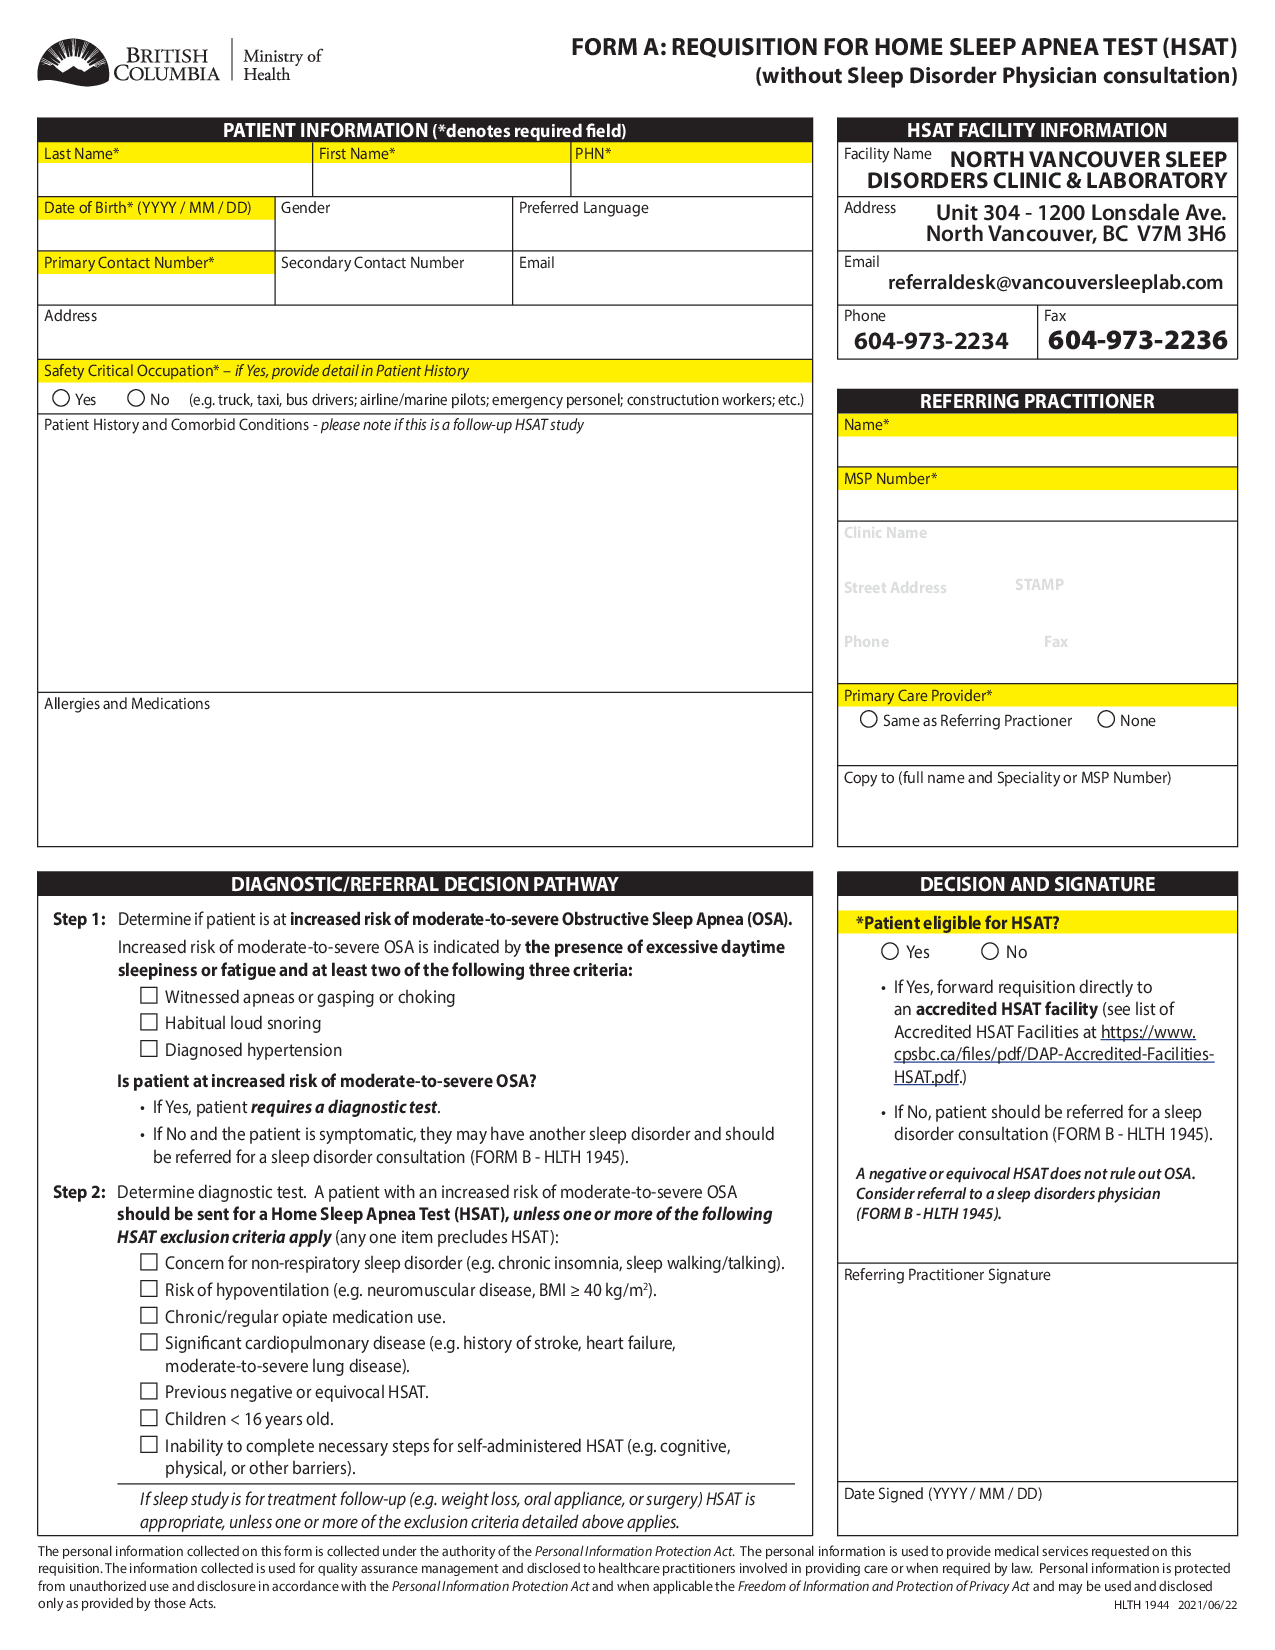 BRITISH
COLUMBIA
Ministry of
Health
FORM A: REQUISITION FOR HOME SLEEP APNEA TEST (HSAT)
(without Sleep Disorder Physician consultation)
PATIENT INFORMATION (*denotes required field)
Last Name* First Name* PHN*
Date of Birth* (YYYY / MM / DD) Gender Preferred Language
Primary Contact Number* Secondary Contact Number Email
Address
Safety Critical Occupation* – if Yes, provide detail in Patient History
Yes No (e.g. truck, taxi, bus drivers; airline/marine pilots; emergency personel; constructution workers; etc.)
Patient History and Comorbid Conditions - please note if this is a follow-up HSAT study
Allergies and Medications
HSAT FACILITY INFORMATION
Facility Name NORTH VANCOUVER SLEEP
DISORDERS CLINIC & LABORATORY
Address Unit 304 - 1200 Lonsdale Ave.
North Vancouver, BC V7M 3H6
Email
referraldesk@vancouversleeplab.com
Phone Fax
604-973-2234 604-973-2236
REFERRING PRACTITIONER
Name*
MSP Number*
Clinic Name
Street Address STAMP
Phone Fax
Primary Care Provider*
Same as Referring Practioner None
Copy to (full name and Speciality or MSP Number)
DIAGNOSTIC/REFERRAL DECISION PATHWAY
Step 1: Determine if patient is at increased risk of moderate-to-severe Obstructive Sleep Apnea (OSA).
Increased risk of moderate-to-severe OSA is indicated by the presence of excessive daytime
sleepiness or fatigue and at least two of the following three criteria:
Witnessed apneas or gasping or choking
Habitual loud snoring
Diagnosed hypertension
Is patient at increased risk of moderate-to-severe OSA?
• If Yes, patient requires a diagnostic test.
• If No and the patient is symptomatic, they may have another sleep disorder and should
be referred for a sleep disorder consultation (FORM B - HLTH 1945).
Step 2: Determine diagnostic test. A patient with an increased risk of moderate-to-severe OSA
should be sent for a Home Sleep Apnea Test (HSAT), unless one or more of the following
HSAT exclusion criteria apply (any one item precludes HSAT):
Concern for non-respiratory sleep disorder (e.g. chronic insomnia, sleep walking/talking).
Risk of hypoventilation (e.g. neuromuscular disease, BMI ≥ 40 kg/m²).
Chronic/regular opiate medication use.
Significant cardiopulmonary disease (e.g. history of stroke, heart failure,
moderate-to-severe lung disease).
Previous negative or equivocal HSAT.
Children < 16 years old.
Inability to complete necessary steps for self-administered HSAT (e.g. cognitive,
physical, or other barriers).
If sleep study is for treatment follow-up (e.g. weight loss, oral appliance, or surgery) HSAT is
appropriate, unless one or more of the exclusion criteria detailed above applies.
DECISION AND SIGNATURE
*Patient eligible for HSAT?
Yes No
• If Yes, forward requisition directly to
an accredited HSAT facility (see list of
Accredited HSAT Facilities at https://www.
cpsbc.ca/files/pdf/DAP-Accredited-Facilities-
HSAT.pdf.)
• If No, patient should be referred for a sleep
disorder consultation (FORM B - HLTH 1945).
A negative or equivocal HSAT does not rule out OSA.
Consider referral to a sleep disorders physician
(FORM B - HLTH 1945).
Referring Practitioner Signature
Date Signed (YYYY / MM / DD)
The personal information collected on this form is collected under the authority of the Personal Information Protection Act. The personal information is used to provide medical services requested on this
requisition. The information collected is used for quality assurance management and disclosed to healthcare practitioners involved in providing care or when required by law. Personal information is protected
from unauthorized use and disclosure in accordance with the Personal Information Protection Act and when applicable the Freedom of Information and Protection of Privacy Act and may be used and disclosed
only as provided by those Acts.
HLTH 1944 2021/06/22